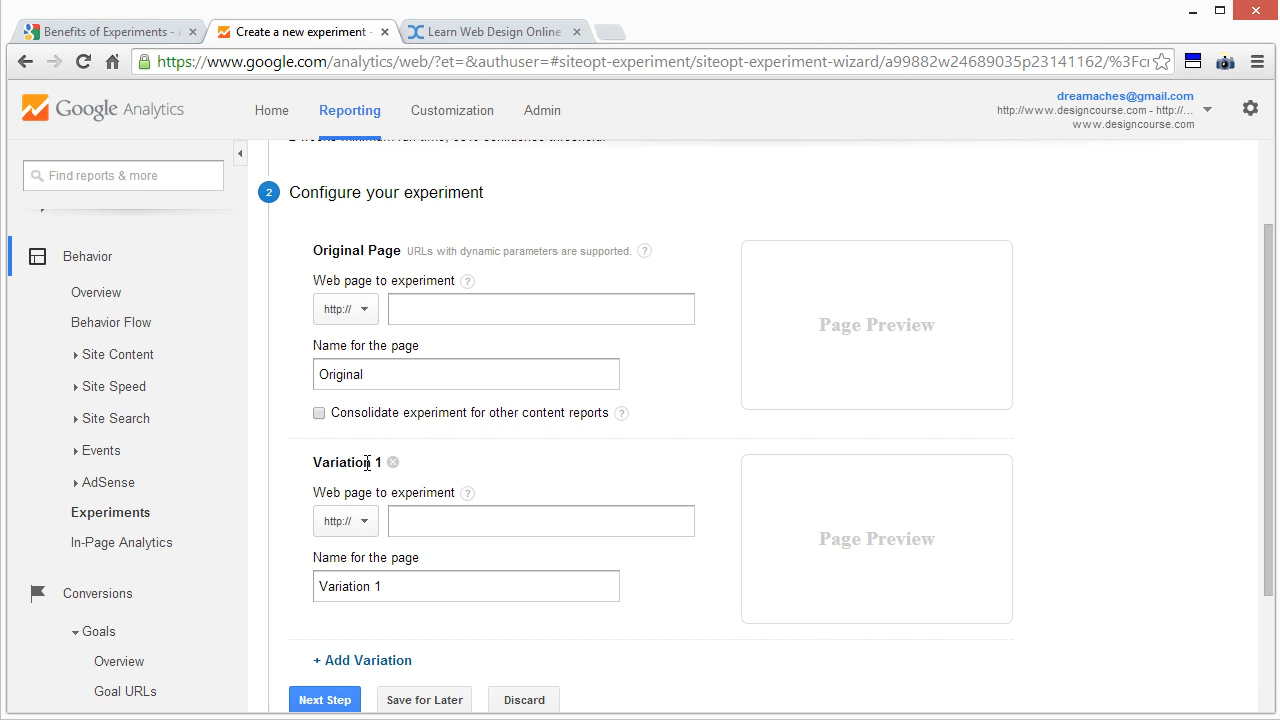 Benefits of Experiments -
Create a new experiment -
Learn Web Design Online
https://www.google.com/analytics/web/?et=&authuser=#siteopt-experiment/siteopt-experiment-wizard/a99882w24689035p23141162/%3Fcr
Google Analytics
Home
Reporting
Customization
Admin
dreamaches@gmail.com
http://www.designcourse.com - http://...
www.designcourse.com
Find reports & more
2 Configure your experiment
Original Page URLs with dynamic parameters are supported. ?
Web page to experiment ?
http://
Name for the page
Original
Consolidate experiment for other content reports ?
Page Preview
Variation 1
Web page to experiment ?
http://
Name for the page
Variation 1
Page Preview
+ Add Variation
Next Step
Save for Later
Discard
Behavior
Overview
Behavior Flow
Site Content
Site Speed
Site Search
Events
AdSense
Experiments
In-Page Analytics
Conversions
Goals
Overview
Goal URLs